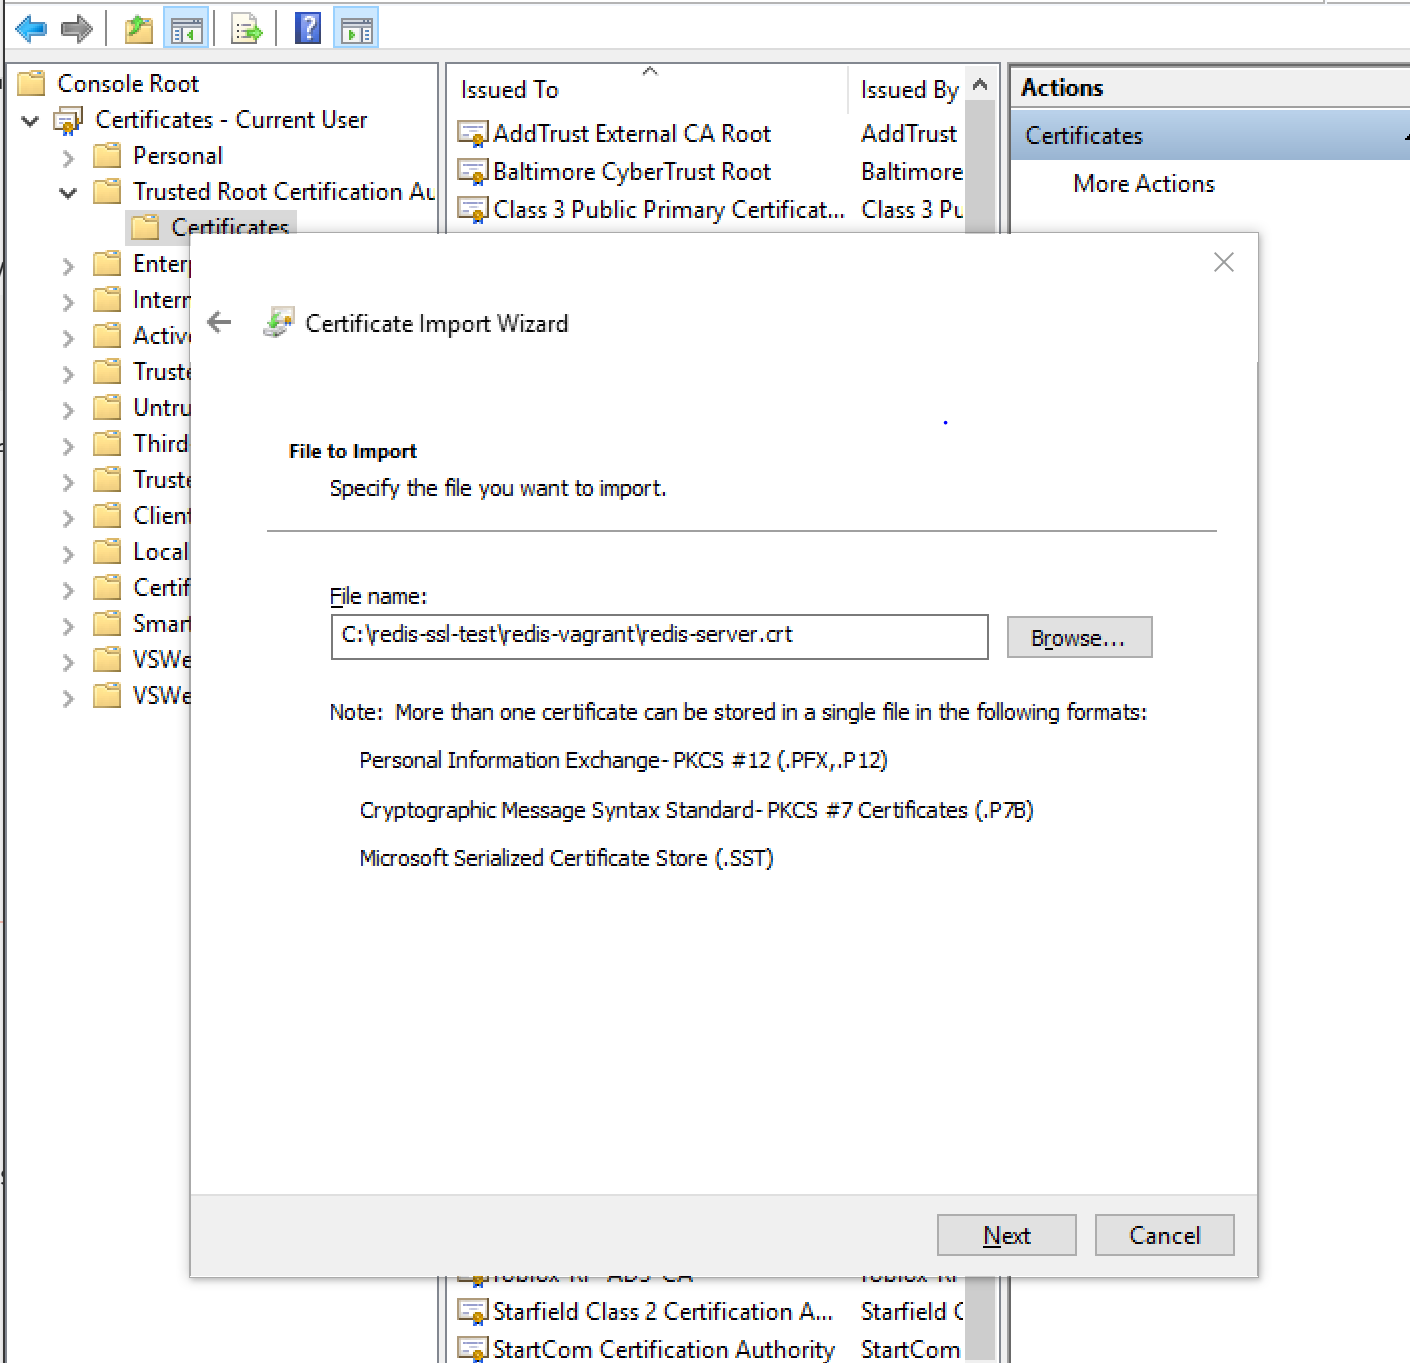 Console Root
Certificates - Current User
Personal
Trusted Root Certification Au
Certificates
Enterp
Intern
Active
Truste
Untru
Third
Truste
Client
Local
Certif
Smart
VSWe
VSWe
Issued To
Issued By
AddTrust External CA Root
AddTrust
Baltimore CyberTrust Root
Baltimore
Class 3 Public Primary Certificat...
Class 3 Pu
Actions
Certificates
More Actions
Certificate Import Wizard
File to Import
Specify the file you want to import.
File name:
C:\redis-ssl-test\redis-vagrant\redis-server.crt
Browse...
Note: More than one certificate can be stored in a single file in the following formats:
Personal Information Exchange- PKCS #12 (.PFX,.P12)
Cryptographic Message Syntax Standard- PKCS #7 Certificates (.P7B)
Microsoft Serialized Certificate Store (.SST)
Next
Cancel
Starfield Class 2 Certification A...
Starfield C
StartCom Certification Authority
StartCom